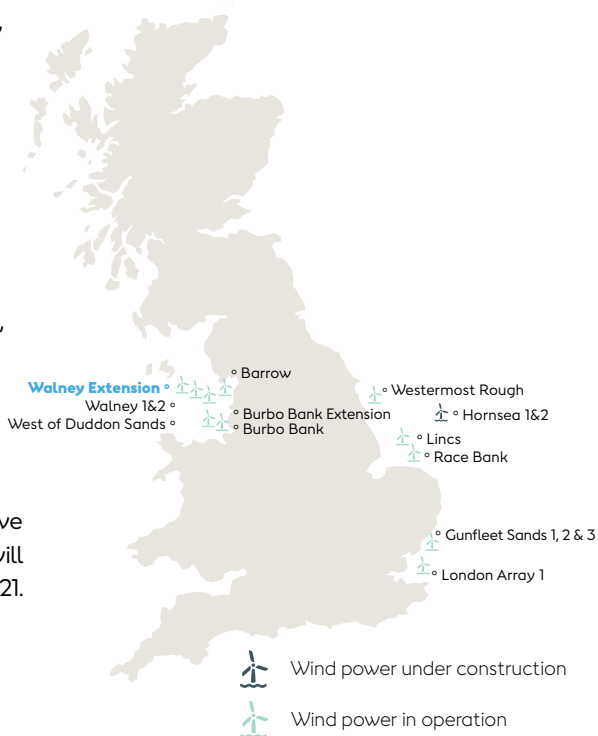 Barrow
Walney Extension
Walney 1&2
West of Duddon Sands
Burbo Bank Extension
Burbo Bank
Westermost Rough
Hornsea 1&2
Lincs
Race Bank
Gunfleet Sands 1, 2 & 3
London Array 1
21.
Wind power under construction
Wind power in operation